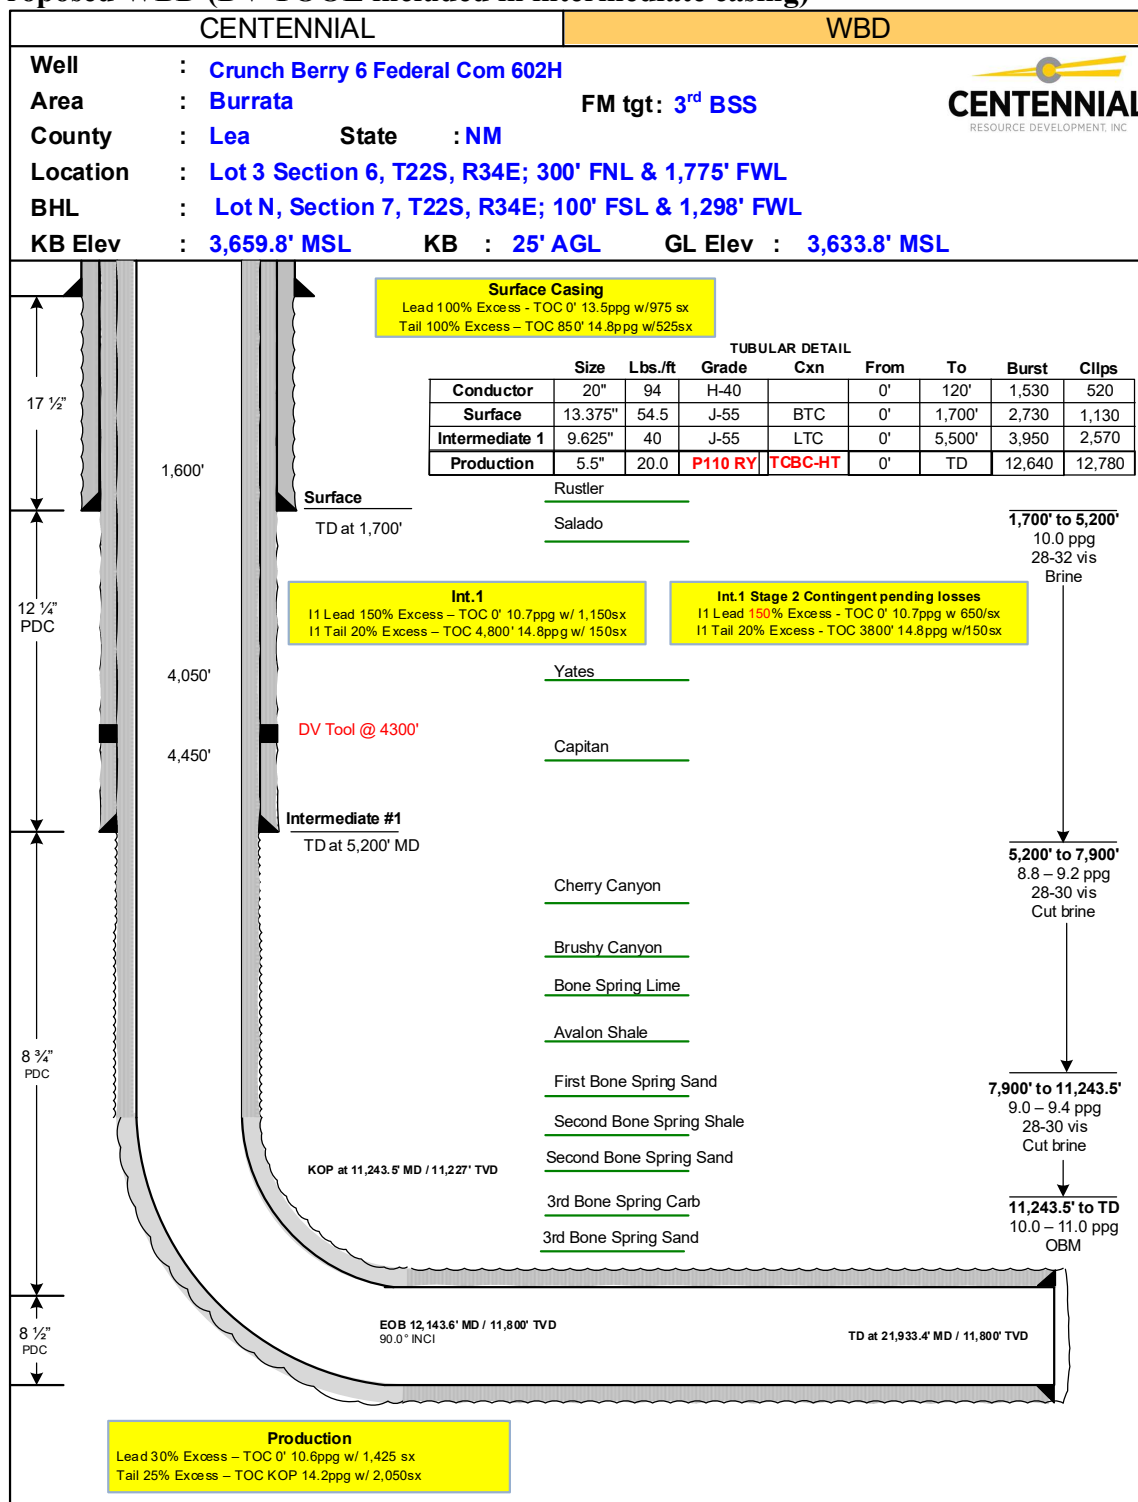 roposed WBD (DV TOOL included in intermediate casing)
CENTENNIAL WBD
Well : Crunch Berry 6 Federal Com 602H
Area : Burrata FM tgt: 3rd BSS
CENTENNIAL
RESOURCE DEVELOPMENT, INC
County : Lea State : NM
Location : Lot 3 Section 6, T22S, R34E; 300' FNL & 1,775' FWL
BHL : Lot N, Section 7, T22S, R34E; 100' FSL & 1,298' FWL
KB Elev : 3,659.8' MSL KB : 25' AGL GL Elev : 3,633.8' MSL
Surface Casing
Lead 100% Excess - TOC 0' 13.5ppg w/975 sx
Tail 100% Excess – TOC 850' 14.8ppg w/525sx
TUBULAR DETAIL
Size Lbs./ft Grade Cxn From To Burst Cllps
Conductor 20" 94 H-40 0' 120' 1,530 520
Surface 13.375" 54.5 J-55 BTC 0' 1,700' 2,730 1,130
Intermediate 1 9.625" 40 J-55 LTC 0' 5,500' 3,950 2,570
Production 5.5" 20.0 P110 RY TCBC-HT 0' TD 12,640 12,780
17 ½"
1,600'
Surface
TD at 1,700'
Rustler
Salado
1,700' to 5,200'
10.0 ppg
28-32 vis
Brine
12 ¼"
PDC
Int.1
I1 Lead 150% Excess – TOC 0' 10.7ppg w/ 1,150sx
I1 Tail 20% Excess – TOC 4,800' 14.8ppg w/ 150sx
Int.1 Stage 2 Contingent pending losses
I1 Lead 150% Excess - TOC 0' 10.7ppg w 650/sx
I1 Tail 20% Excess - TOC 3800' 14.8ppg w/150sx
4,050'
Yates
DV Tool @ 4300'
4,450'
Capitan
Intermediate #1
TD at 5,200' MD
5,200' to 7,900'
8.8 – 9.2 ppg
28-30 vis
Cut brine
Cherry Canyon
Brushy Canyon
Bone Spring Lime
Avalon Shale
8 ¾"
PDC
First Bone Spring Sand
Second Bone Spring Shale
Second Bone Spring Sand
7,900' to 11,243.5'
9.0 – 9.4 ppg
28-30 vis
Cut brine
KOP at 11,243.5' MD / 11,227' TVD
3rd Bone Spring Carb
3rd Bone Spring Sand
11,243.5' to TD
10.0 – 11.0 ppg
OBM
8 ½"
PDC
EOB 12,143.6' MD / 11,800' TVD
90.0° INCI
TD at 21,933.4' MD / 11,800' TVD
Production
Lead 30% Excess – TOC 0' 10.6ppg w/ 1,425 sx
Tail 25% Excess – TOC KOP 14.2ppg w/ 2,050sx